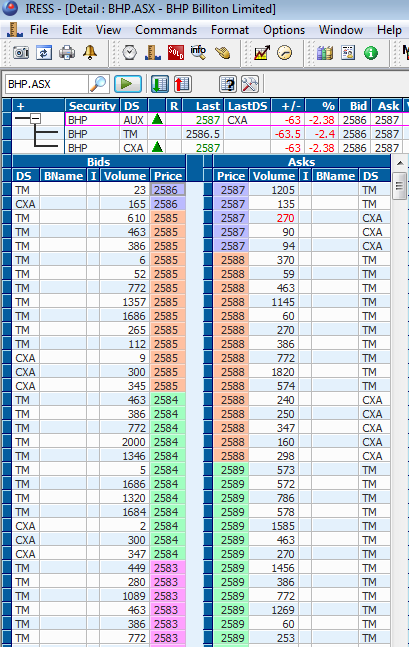 IRESS - [Detail : BHP.ASX - BHP Billiton Limited]
File Edit View Commands Format Options Window Help
info
BHP.ASX
+ Security DS R Last LastDS +/- % Bid Ask
BHP AUX 2587 CXA -63 -2.38 2586 2587
BHP TM 2586.5 -63.5 -2.4 2586 2587
BHP CXA 2587 -63 -2.38 2586 2587
Bids Asks
DS BName I Volume Price Price Volume I BName DS
TM 23 2586 2587 1205 TM
CXA 165 2586 2587 135 TM
TM 610 2585 2587 270 CXA
TM 463 2585 2587 90 CXA
TM 386 2585 2587 94 CXA
TM 6 2585 2588 370 TM
TM 52 2585 2588 59 TM
TM 772 2585 2588 463 TM
TM 1357 2585 2588 1145 TM
TM 1686 2585 2588 60 TM
TM 265 2585 2588 270 TM
TM 112 2585 2588 386 TM
CXA 9 2585 2588 772 TM
CXA 300 2585 2588 1820 TM
CXA 345 2585 2588 574 TM
TM 463 2584 2588 240 CXA
TM 386 2584 2588 250 CXA
TM 772 2584 2588 347 CXA
TM 2000 2584 2588 160 CXA
TM 1346 2584 2588 298 CXA
TM 5 2584 2589 573 TM
TM 1686 2584 2589 572 TM
TM 1320 2584 2589 786 TM
TM 1684 2584 2589 578 TM
CXA 2 2584 2589 1585 TM
CXA 300 2584 2589 463 TM
CXA 347 2584 2589 270 TM
TM 449 2583 2589 1456 TM
TM 280 2583 2589 386 TM
TM 1089 2583 2589 772 TM
TM 463 2583 2589 1269 TM
TM 386 2583 2589 60 TM
TM 772 2583 2589 253 TM